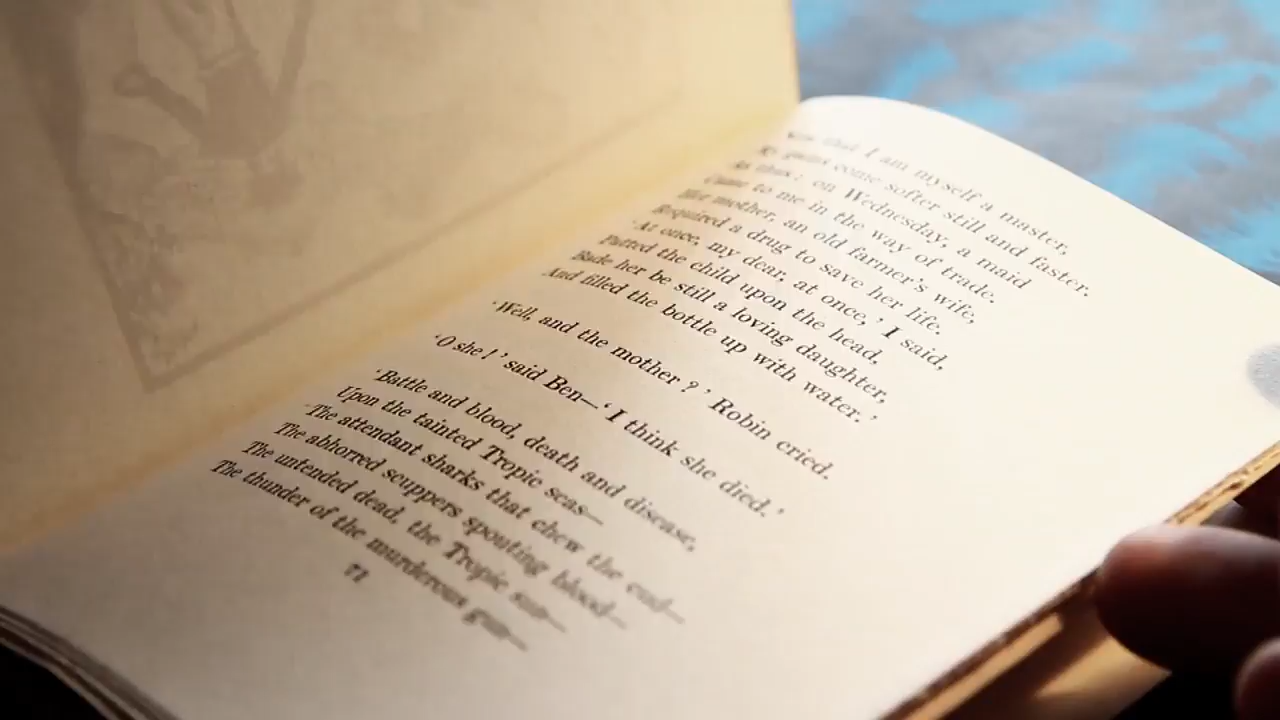 Now that I am myself a master,
My gains come softer still and faster.
As thus: on Wednesday, a maid
Came to me in the way of trade.
Her mother, an old farmer's wife,
Required a drug to save her life.
'At once, my dear, at once,' I said,
Patted the child upon the head,
Bade her be still a loving daughter,
And filled the bottle up with water.'
'Well, and the mother?' Robin cried.
'O she!' said Ben—'I think she died.'
'Battle and blood, death and disease,
Upon the tainted Tropic seas—
The attendant sharks that chew the cud—
The abhorred scuppers spouting blood—
The untended dead, the Tropic sun—
The thunder of the murderous gun—
71